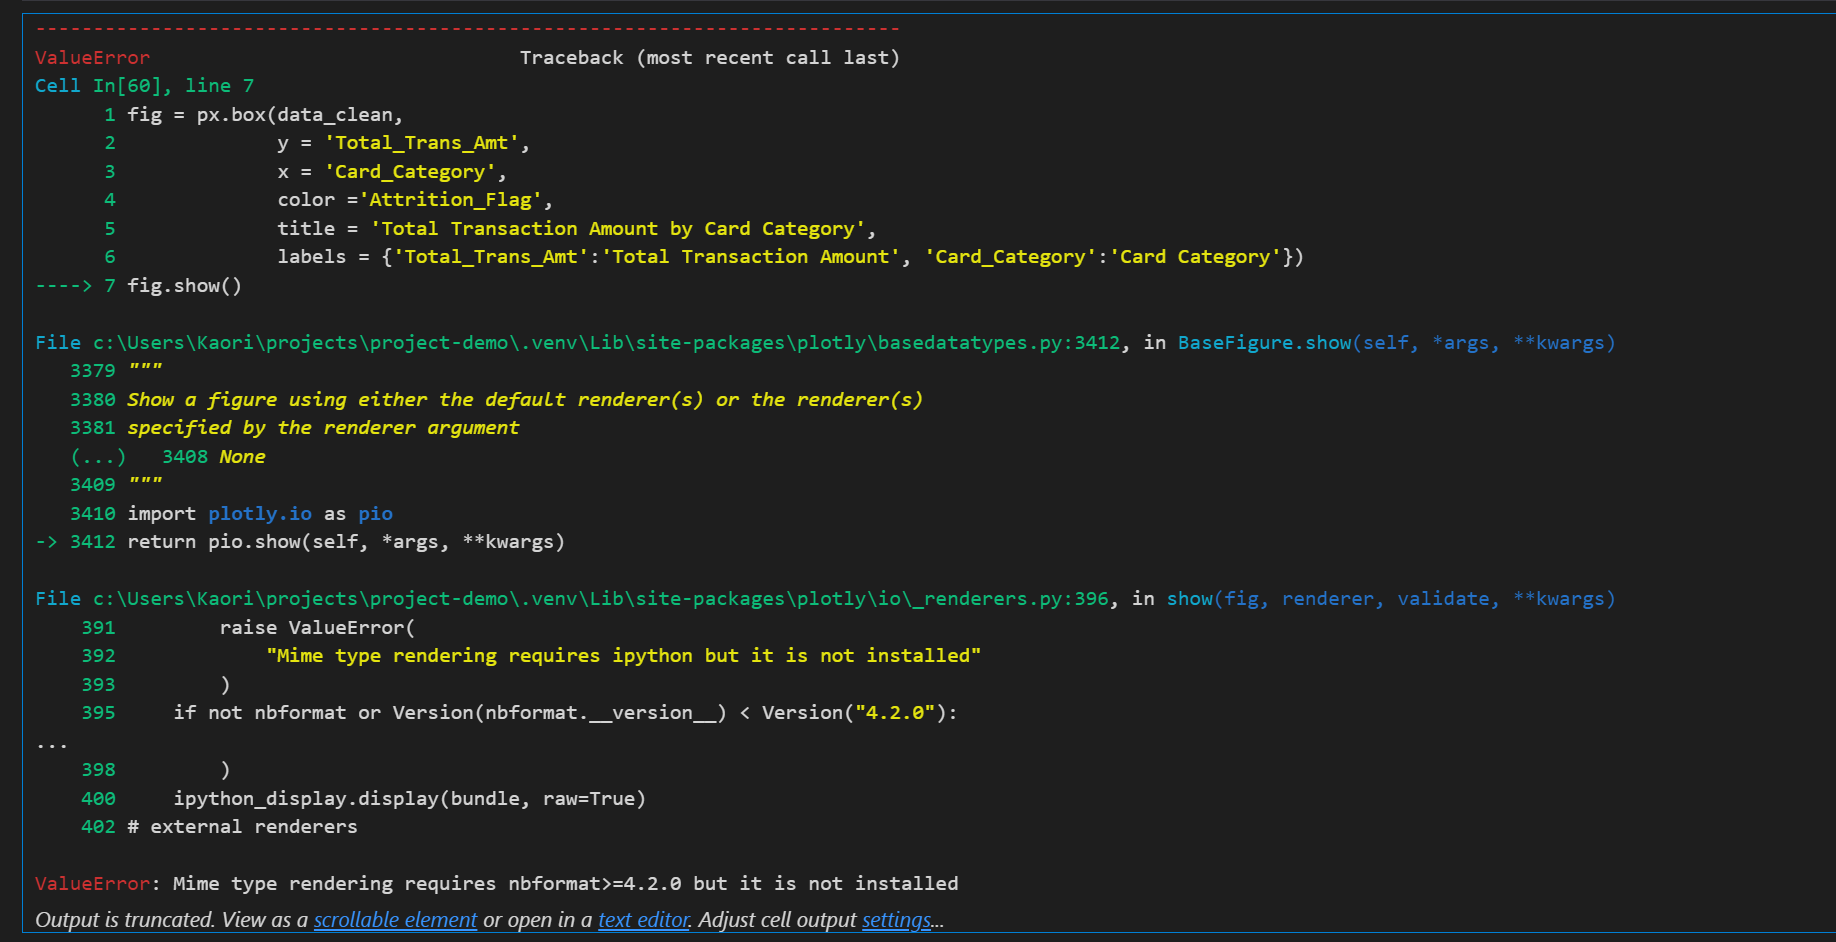 ---------------------------------------------------------------------------
ValueError                                Traceback (most recent call last)
Cell In[60], line 7
      1 fig = px.box(data_clean,
      2              y = 'Total_Trans_Amt',
      3              x = 'Card_Category',
      4              color ='Attrition_Flag',
      5              title = 'Total Transaction Amount by Card Category',
      6              labels = {'Total_Trans_Amt':'Total Transaction Amount', 'Card_Category':'Card Category'})
----> 7 fig.show()

File c:\Users\Kaori\projects\project-demo\.venv\Lib\site-packages\plotly\basedatatypes.py:3412, in BaseFigure.show(self, *args, **kwargs)
   3379 """
   3380 Show a figure using either the default renderer(s) or the renderer(s)
   3381 specified by the renderer argument
   (...)   3408 None
   3409 """
   3410 import plotly.io as pio
-> 3412 return pio.show(self, *args, **kwargs)

File c:\Users\Kaori\projects\project-demo\.venv\Lib\site-packages\plotly\io\_renderers.py:396, in show(fig, renderer, validate, **kwargs)
    391         raise ValueError(
    392             "Mime type rendering requires ipython but it is not installed"
    393         )
    395     if not nbformat or Version(nbformat.__version__) < Version("4.2.0"):
...
    398         )
    400     ipython_display.display(bundle, raw=True)
    402 # external renderers

ValueError: Mime type rendering requires nbformat>=4.2.0 but it is not installed
Output is truncated. View as a scrollable element or open in a text editor. Adjust cell output settings...